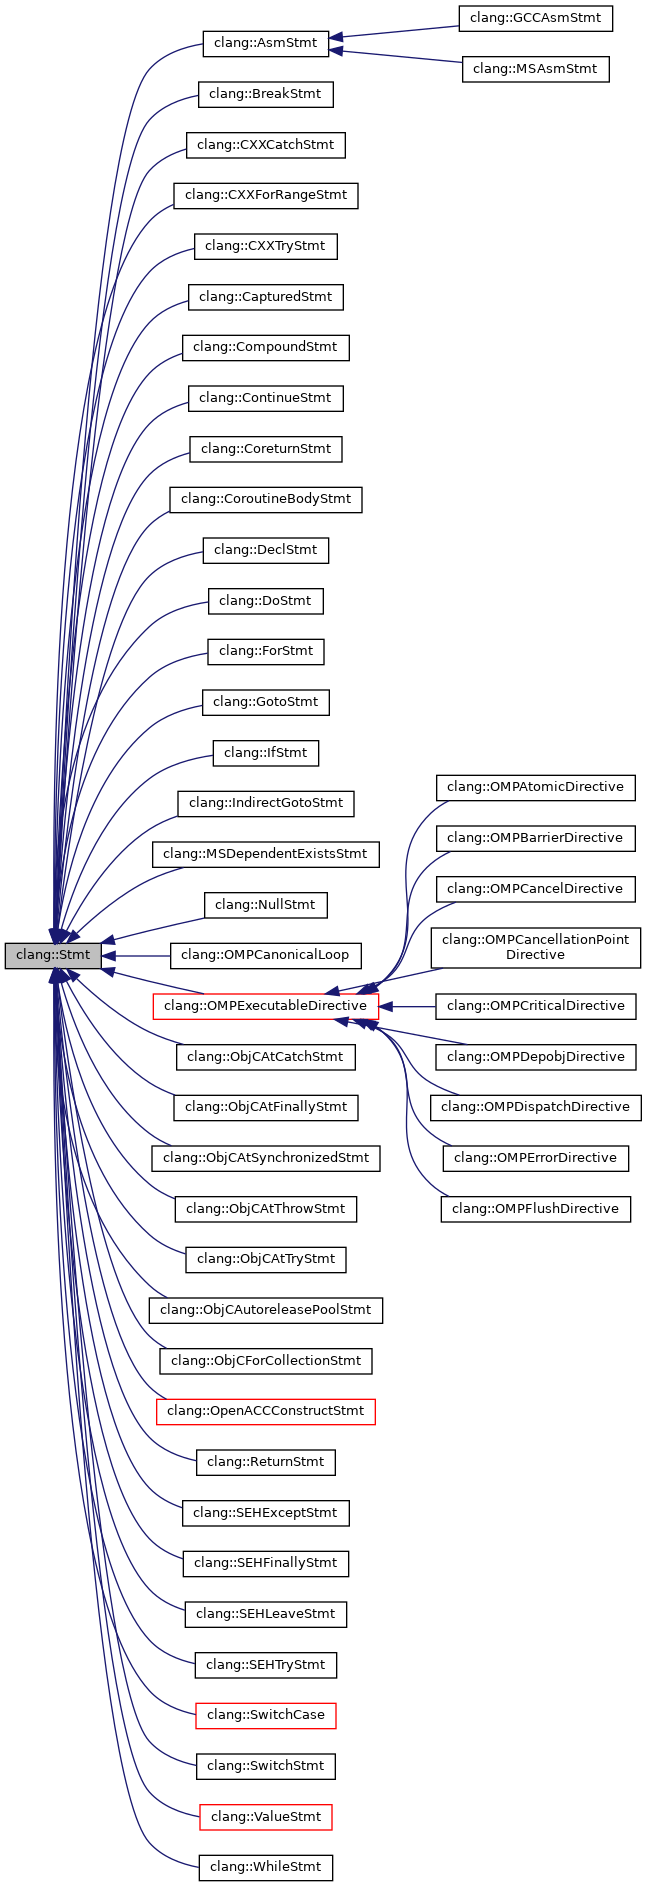 clang::GCCAsmStmt
clang::AsmStmt
clang::MSAsmStmt
clang::BreakStmt
clang::CXXCatchStmt
clang::CXXForRangeStmt
clang::CXXTryStmt
clang::CapturedStmt
clang::CompoundStmt
clang::ContinueStmt
clang::CoreturnStmt
clang::CoroutineBodyStmt
clang::DeclStmt
clang::DoStmt
clang::ForStmt
clang::GotoStmt
clang::IfStmt
clang::OMPAtomicDirective
clang::IndirectGotoStmt
clang::OMPBarrierDirective
clang::MSDependentExistsStmt
clang::OMPCancelDirective
clang::NullStmt
clang::OMPCancellationPoint
Directive
clang::Stmt
clang::OMPCanonicalLoop
clang::OMPExecutableDirective
clang::OMPCriticalDirective
clang::ObjCAtCatchStmt
clang::OMPDepobjDirective
clang::ObjCAtFinallyStmt
clang::OMPDispatchDirective
clang::ObjCAtSynchronizedStmt
clang::OMPErrorDirective
clang::ObjCAtThrowStmt
clang::OMPFlushDirective
clang::ObjCAtTryStmt
clang::ObjCAutoreleasePoolStmt
clang::ObjCForCollectionStmt
clang::OpenACCConstructStmt
clang::ReturnStmt
clang::SEHExceptStmt
clang::SEHFinallyStmt
clang::SEHLeaveStmt
clang::SEHTryStmt
clang::SwitchCase
clang::SwitchStmt
clang::ValueStmt
clang::WhileStmt